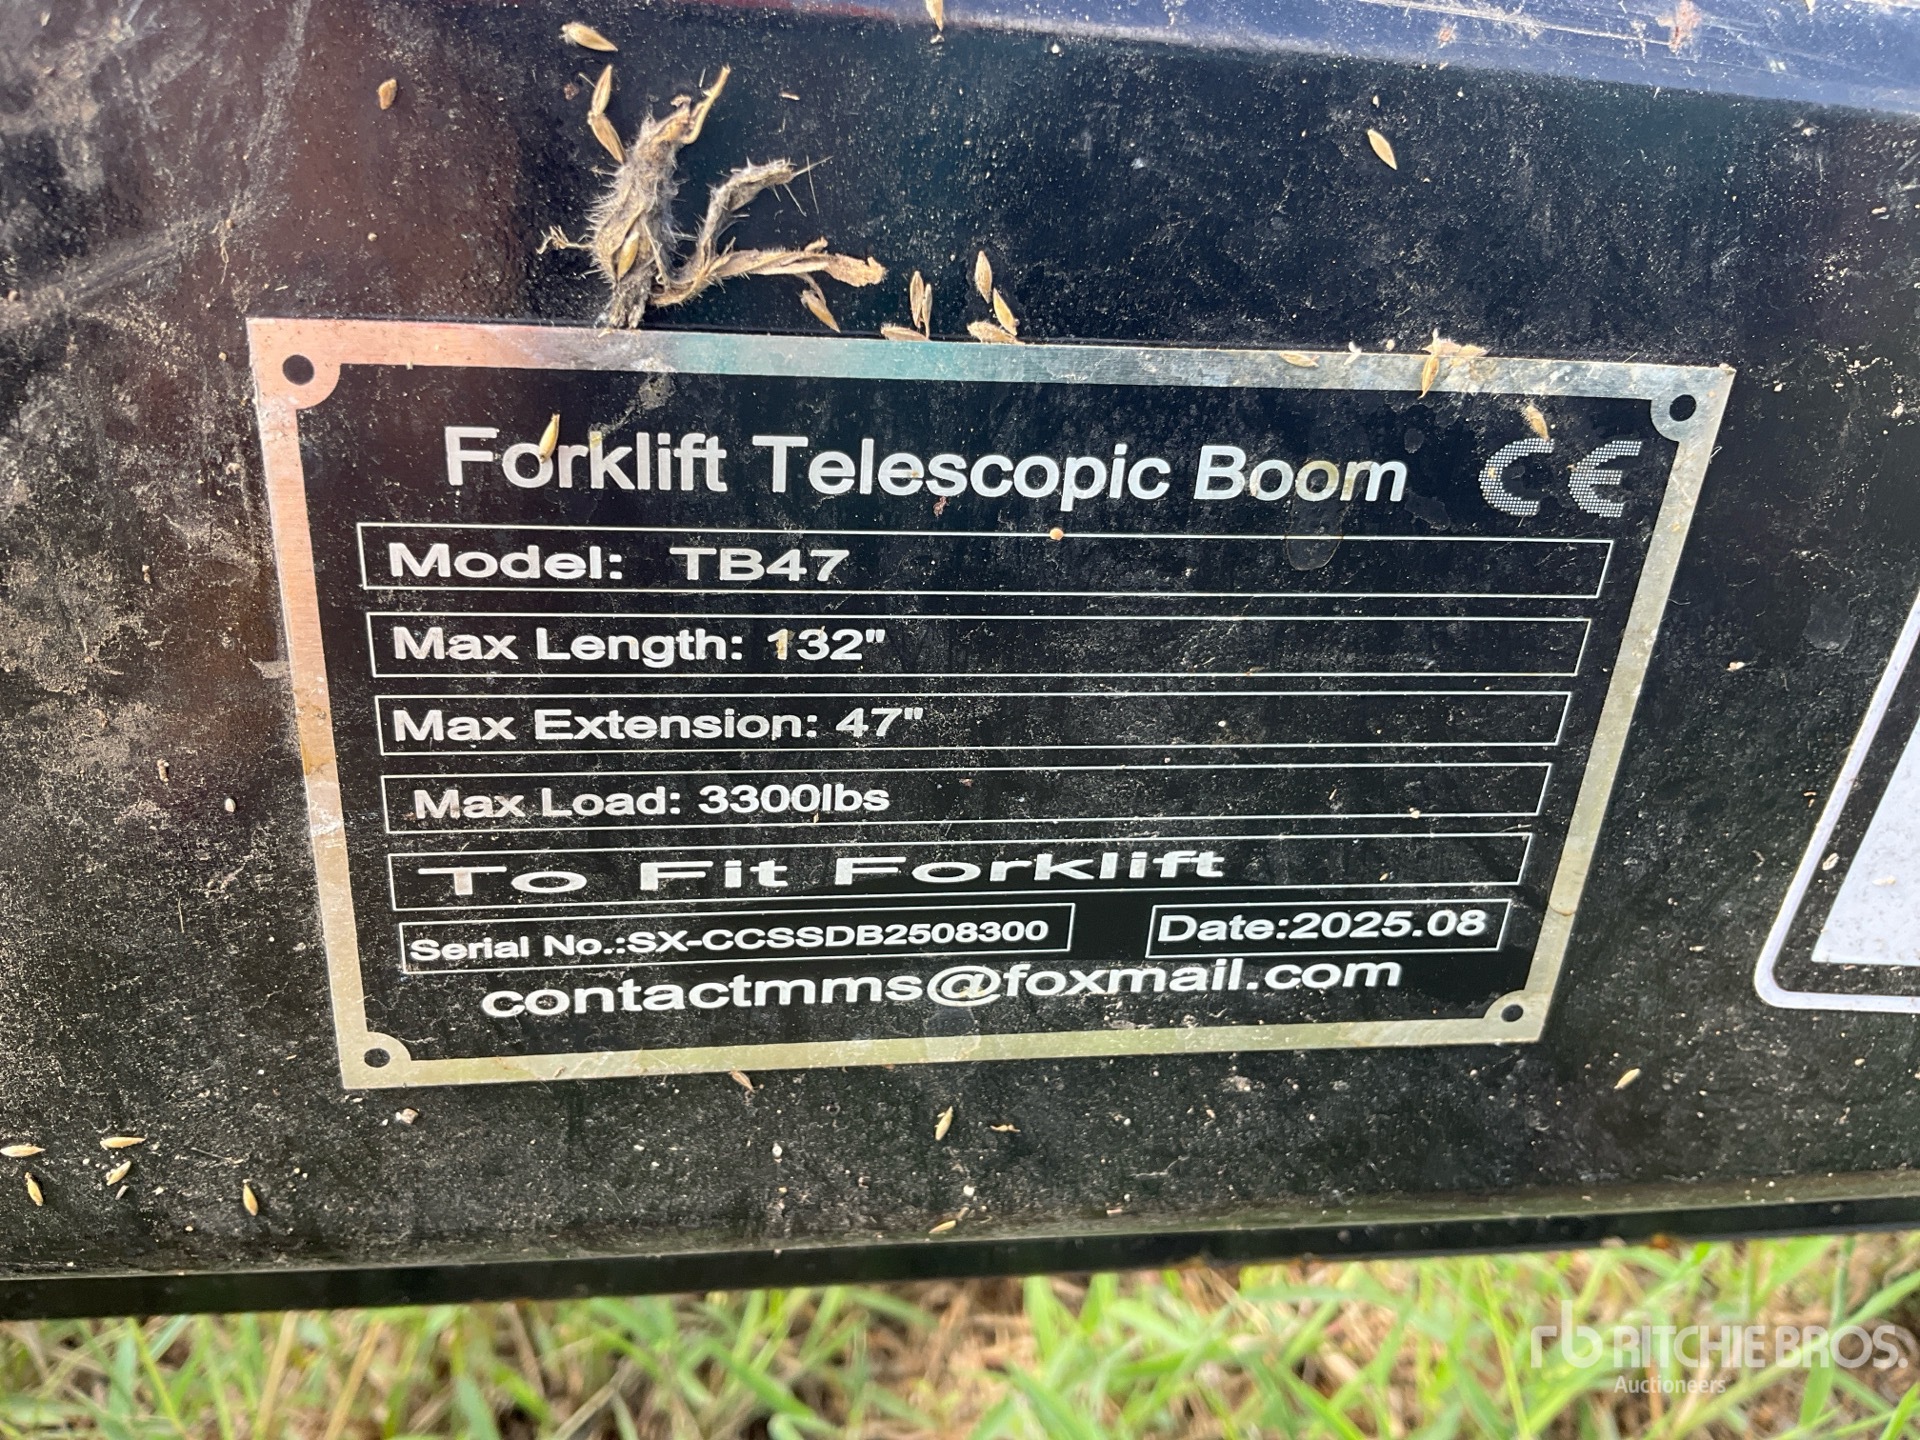 Forklift Telescopic Boom CE
Model: TB47
Max Length: 132"
Max Extension: 47"
Max Load: 3300lbs
To Fit Forklift
Serial No.:SX-CCSSDB2508300 Date:2025.08
contactmms@foxmail.com
rb RITCHIE BROS.
Auctioneers